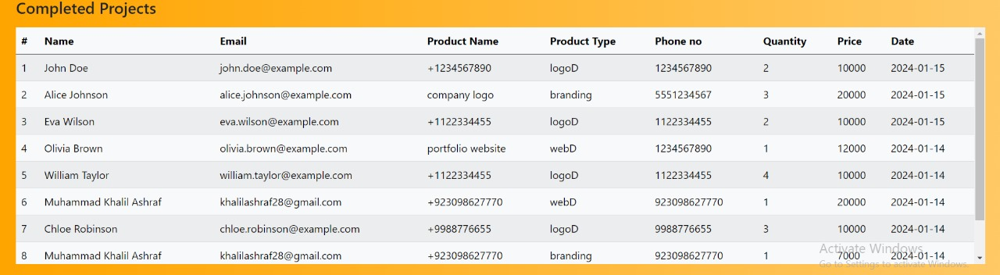 Completed Projects
# Name Email Product Name Product Type Phone no Quantity Price Date
1 John Doe john.doe@example.com +1234567890 logoD 1234567890 2 10000 2024-01-15
2 Alice Johnson alice.johnson@example.com company logo branding 5551234567 3 20000 2024-01-15
3 Eva Wilson eva.wilson@example.com +1122334455 logoD 1122334455 2 10000 2024-01-15
4 Olivia Brown olivia.brown@example.com portfolio website webD 1234567890 1 12000 2024-01-14
5 William Taylor william.taylor@example.com +1122334455 logoD 1122334455 4 10000 2024-01-14
6 Muhammad Khalil Ashraf khalilashraf28@gmail.com +923098627770 webD 923098627770 1 20000 2024-01-14
7 Chloe Robinson chloe.robinson@example.com +9988776655 logoD 9988776655 3 10000 2024-01-14
8 Muhammad Khalil Ashraf khalilashraf28@gmail.com +923098627770 branding 923098627770 1 7000 2024-01-14
Activate Windows
Go to Settings to activate Windows.